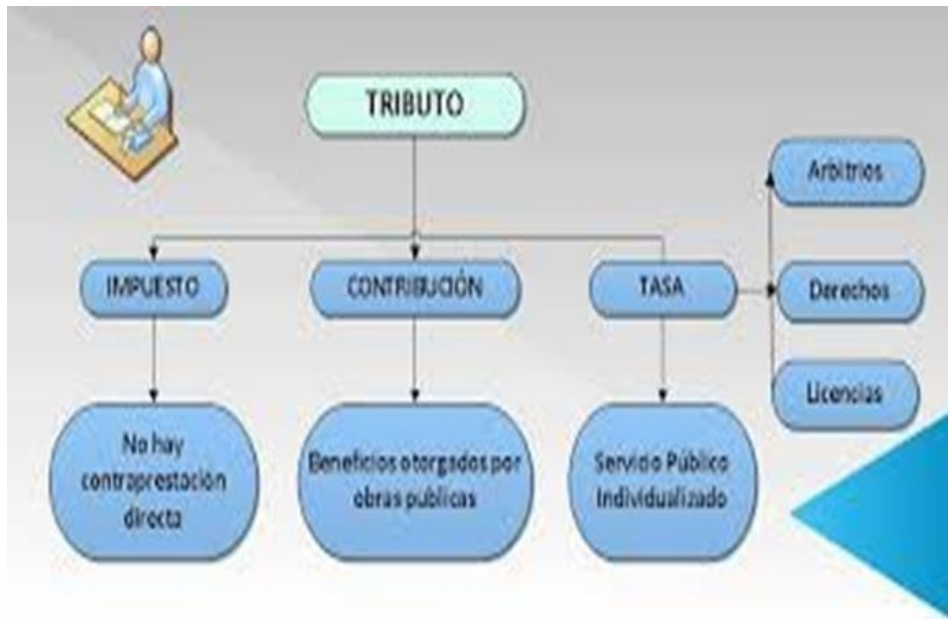 TRIBUTO
IMPUESTO
CONTRIBUCIÓN
TASA
Arbitrios
Derechos
Licencias
No hay
contraprestación
directa
Beneficios otorgados por
obras publicas
Servicio Público
Individualizado